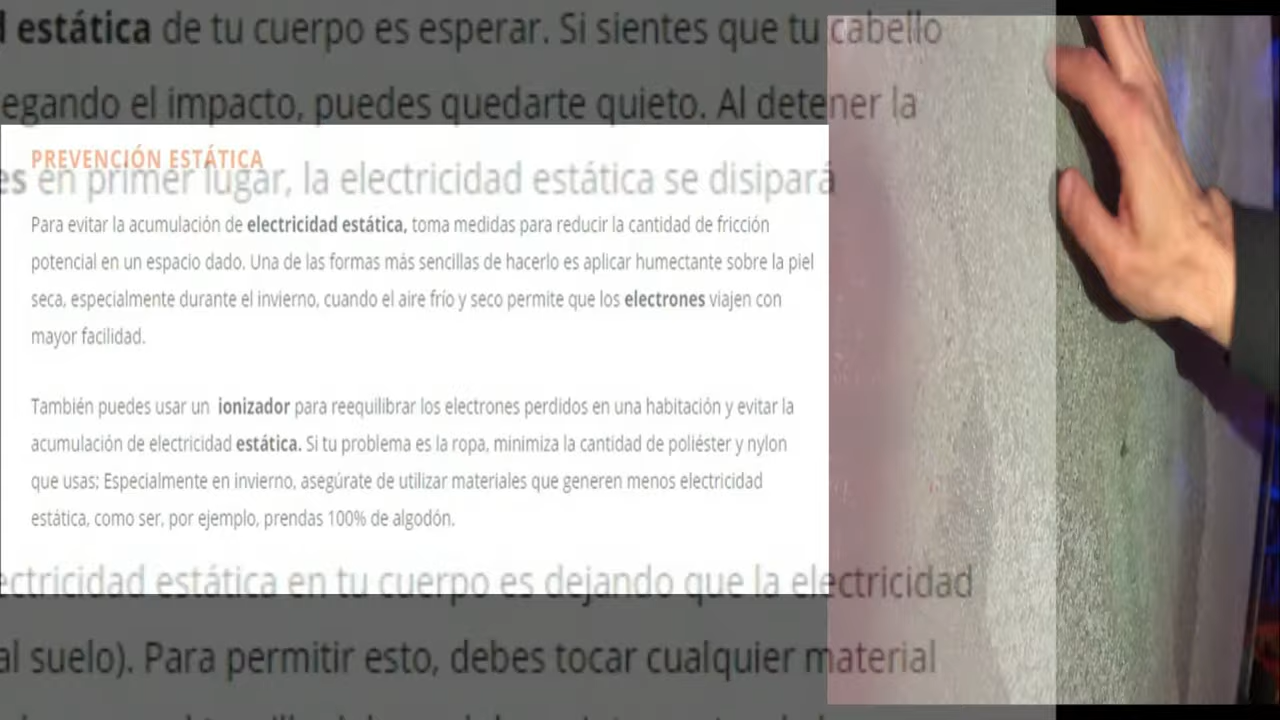 d estática de tu cuerpo es esperar. Si sientes que tu cabello
egando el impacto, puedes quedarte quieto. Al detener la
PREVENCIÓN ESTÁTICA
es en primer lugar, la electricidad estática se disipará
Para evitar la acumulación de electricidad estática, toma medidas para reducir la cantidad de fricción
potencial en un espacio dado. Una de las formas más sencillas de hacerlo es aplicar humectante sobre la piel
seca, especialmente durante el invierno, cuando el aire frío y seco permite que los electrones viajen con
mayor facilidad.
También puedes usar un ionizador para reequilibrar los electrones perdidos en una habitación y evitar la
acumulación de electricidad estática. Si tu problema es la ropa, minimiza la cantidad de poliéster y nylon
que usas; Especialmente en invierno, asegúrate de utilizar materiales que generen menos electricidad
estática, como ser, por ejemplo, prendas 100% de algodón.
ectricidad estática en tu cuerpo es dejando que la electricidad
al suelo). Para permitir esto, debes tocar cualquier material